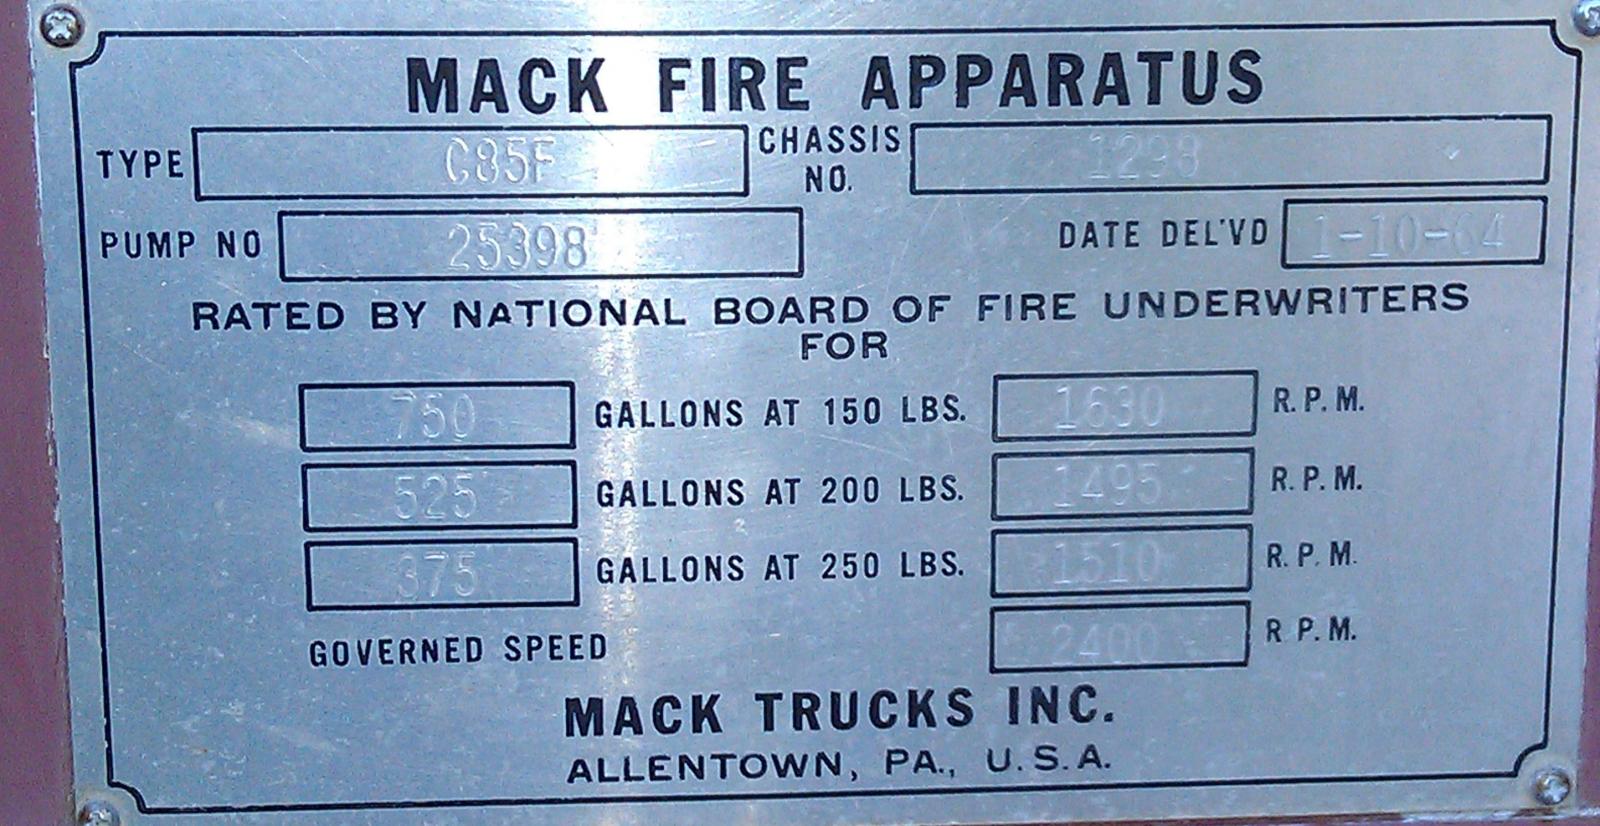 MACK FIRE APPARATUS
TYPE C85F CHASSIS NO. 1298
PUMP NO 25398 DATE DEL'VD 1-10-64
RATED BY NATIONAL BOARD OF FIRE UNDERWRITERS
FOR
750 GALLONS AT 150 LBS. 1630 R.P.M.
525 GALLONS AT 200 LBS. 1495 R.P.M.
375 GALLONS AT 250 LBS. 1510 R.P.M.
GOVERNED SPEED 2400 R P.M.
MACK TRUCKS INC.
ALLENTOWN, PA., U.S.A.